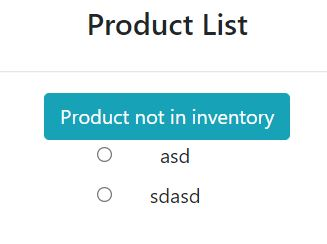 Product List
Product not in inventory
asd
sdasd